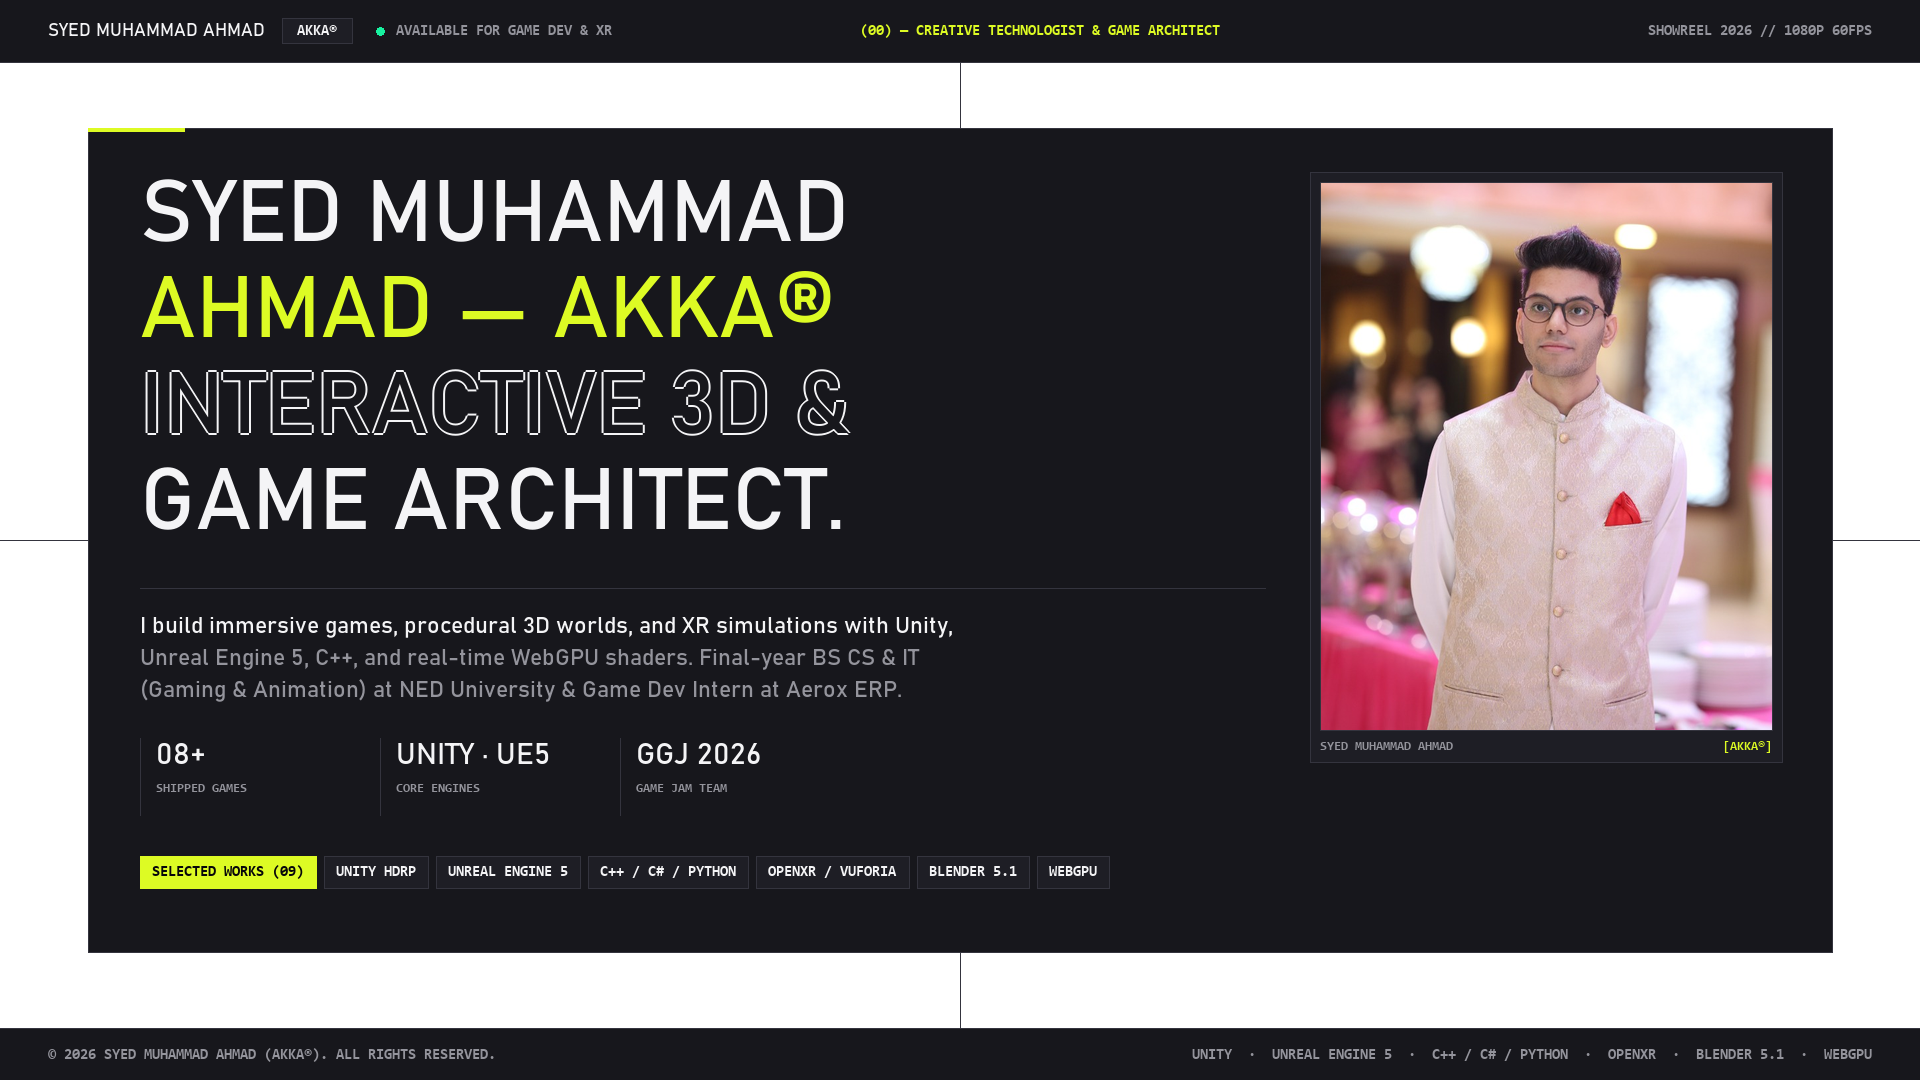 SYED MUHAMMAD AHMAD
AKKA®
AVAILABLE FOR GAME DEV & XR
(00) — CREATIVE TECHNOLOGIST & GAME ARCHITECT
SHOWREEL 2026 // 1080P 60FPS
SYED MUHAMMAD
AHMAD — AKKA®
INTERACTIVE 3D &
GAME ARCHITECT.
I build immersive games, procedural 3D worlds, and XR simulations with Unity,
Unreal Engine 5, C++, and real-time WebGPU shaders. Final-year BS CS & IT
(Gaming & Animation) at NED University & Game Dev Intern at Aerox ERP.
08+
SHIPPED GAMES
UNITY · UE5
CORE ENGINES
GGJ 2026
GAME JAM TEAM
SELECTED WORKS (09)
UNITY HDRP
UNREAL ENGINE 5
C++ / C# / PYTHON
OPENXR / VUFORIA
BLENDER 5.1
WEBGPU
SYED MUHAMMAD AHMAD
[AKKA®]
© 2026 SYED MUHAMMAD AHMAD (AKKA®). ALL RIGHTS RESERVED.
UNITY · UNREAL ENGINE 5 · C++ / C# / PYTHON · OPENXR · BLENDER 5.1 · WEBGPU